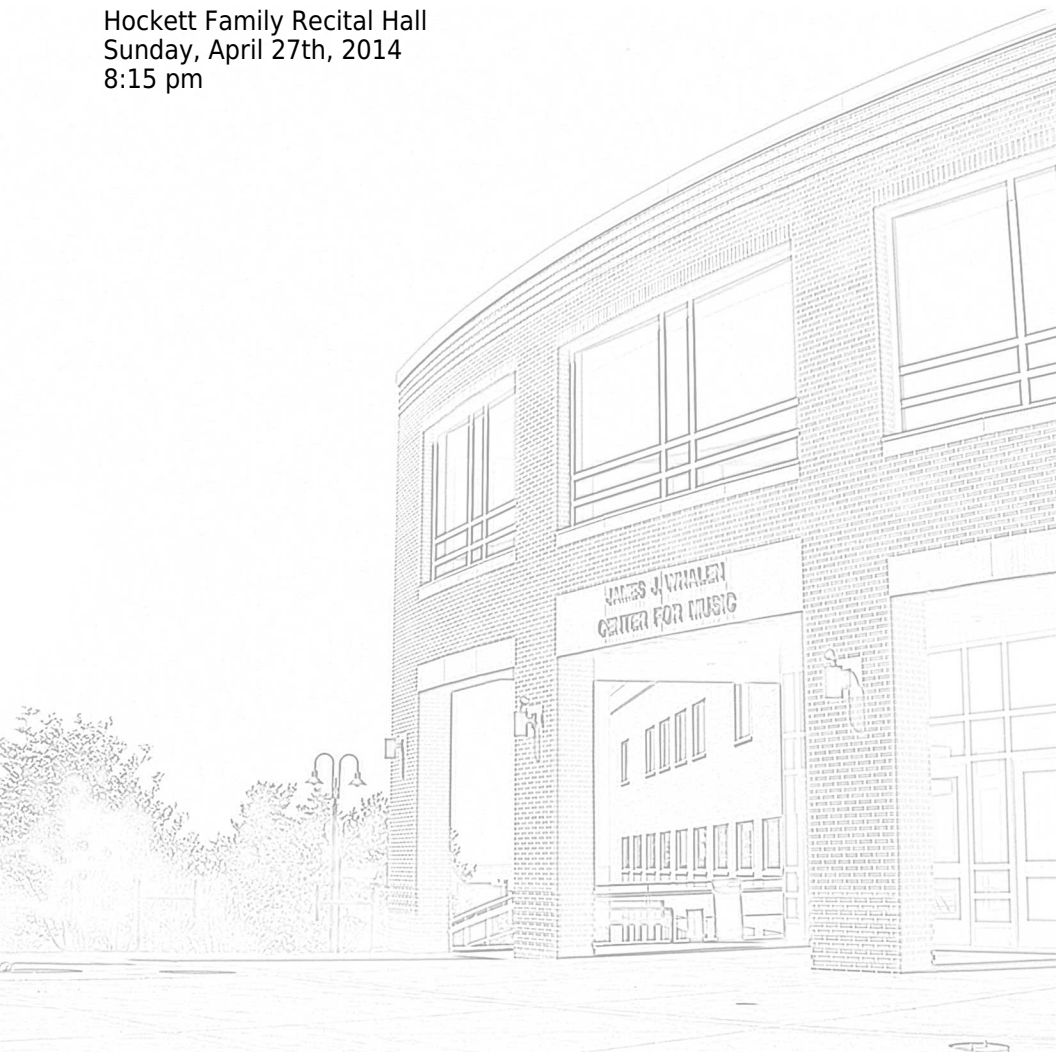 Hockett Family Recital Hall
Sunday, April 27th, 2014
8:15 pm
JAMES J. WHALEN
CENTER FOR MUSIC